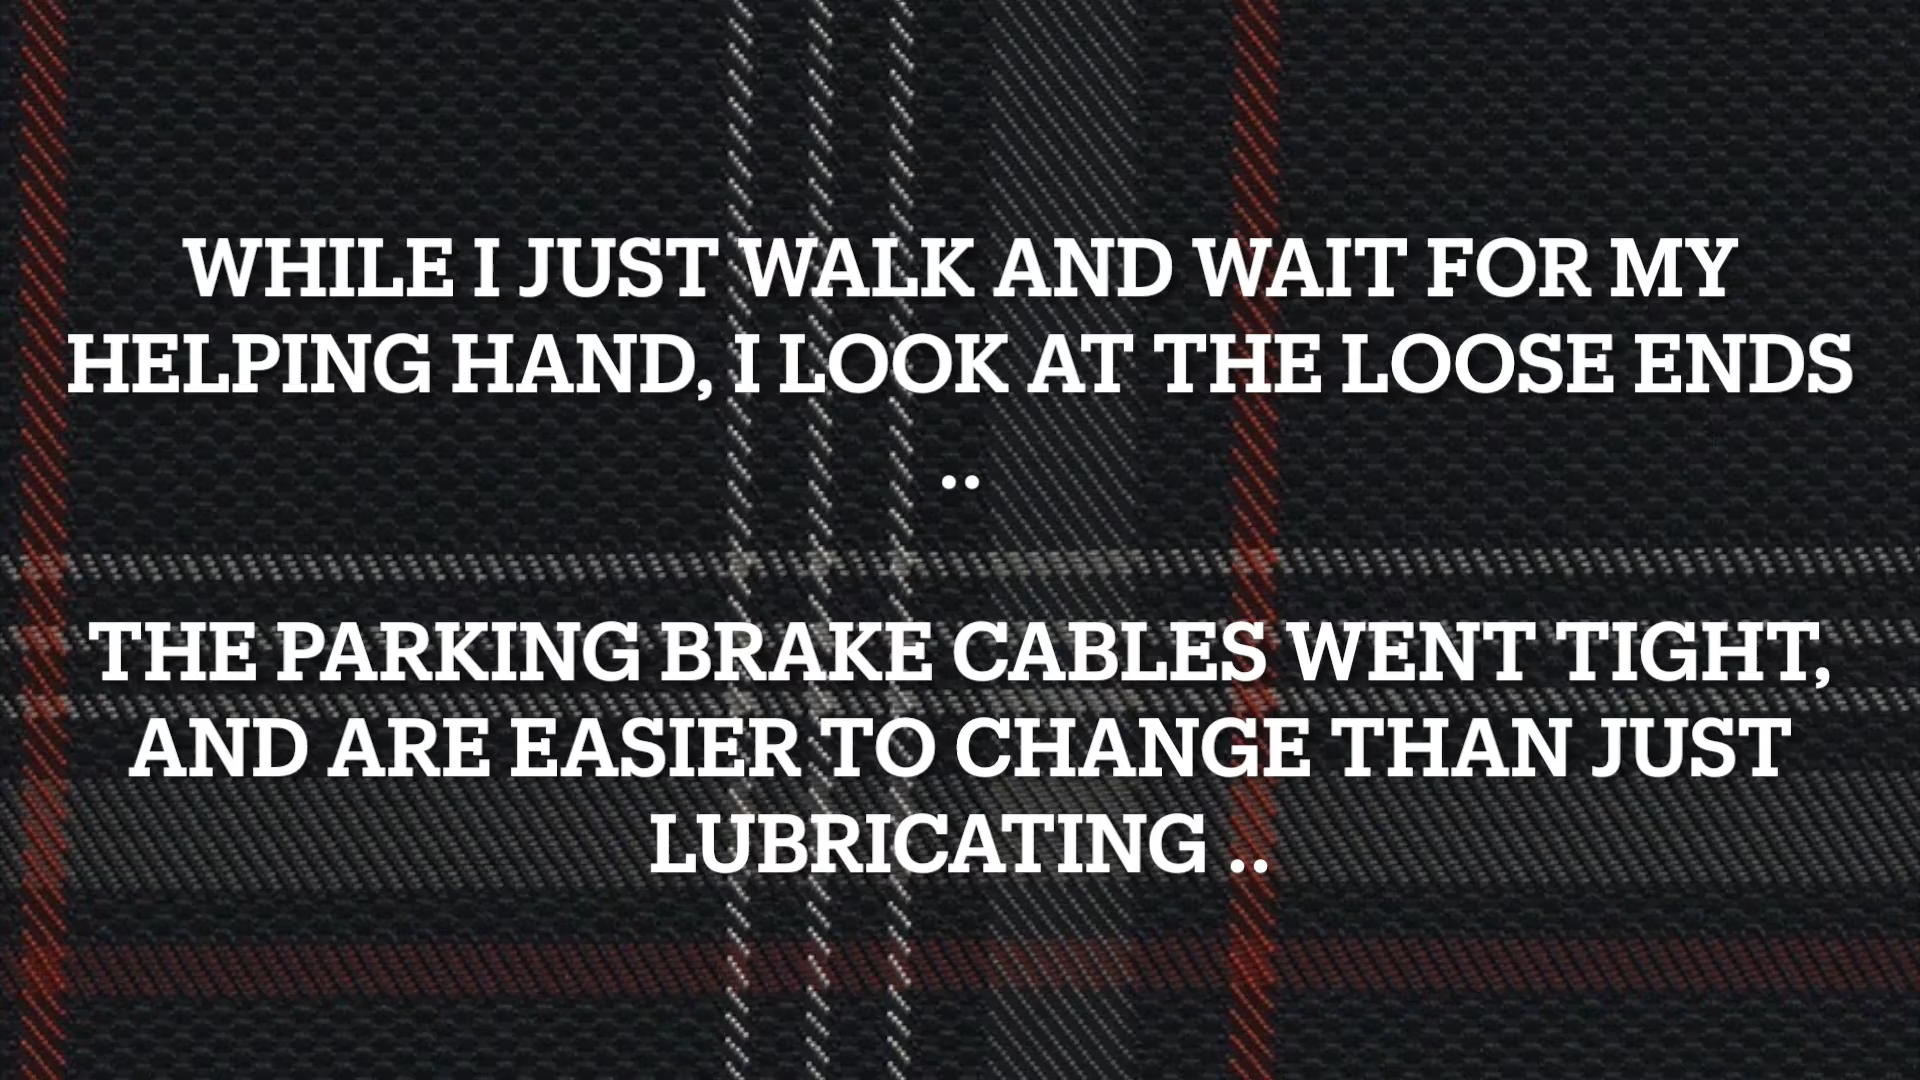 WHILE I JUST WALK AND WAIT FOR MY
HELPING HAND, I LOOK AT THE LOOSE ENDS
..
THE PARKING BRAKE CABLES WENT TIGHT,
AND ARE EASIER TO CHANGE THAN JUST
LUBRICATING ..